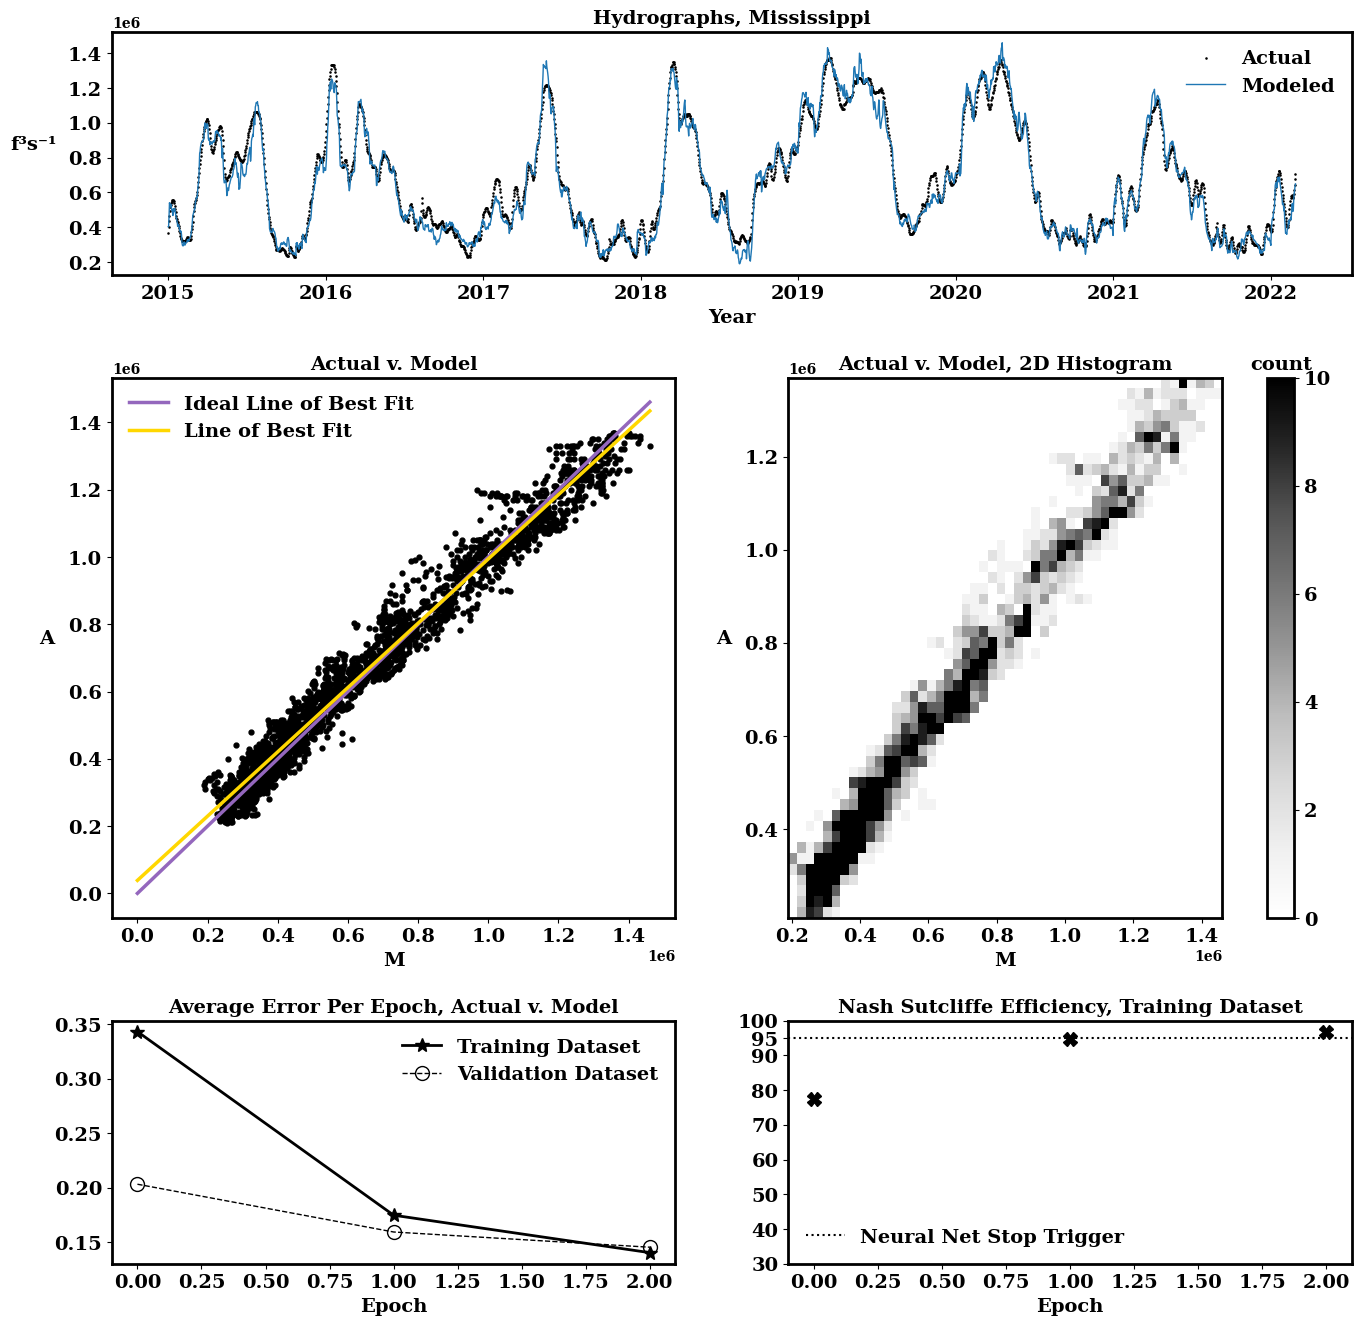 Hydrographs, Mississippi
1e6
1.4
1.2
1.0
0.8
0.6
0.4
0.2
f³s⁻¹
Actual
Modeled
2015 2016 2017 2018 2019 2020 2021 2022
Year
Actual v. Model
1e6
Ideal Line of Best Fit
Line of Best Fit
1.4
1.2
1.0
0.8
0.6
0.4
0.2
0.0
A
0.0 0.2 0.4 0.6 0.8 1.0 1.2 1.4
1e6
M
Actual v. Model, 2D Histogram
1e6
1.2
1.0
0.8
0.6
0.4
A
0.2 0.4 0.6 0.8 1.0 1.2 1.4
1e6
M
count
10
8
6
4
2
0
Average Error Per Epoch, Actual v. Model
0.35
0.30
0.25
0.20
0.15
Training Dataset
Validation Dataset
0.00 0.25 0.50 0.75 1.00 1.25 1.50 1.75 2.00
Epoch
Nash Sutcliffe Efficiency, Training Dataset
100
95
90
80
70
60
50
40
30
Neural Net Stop Trigger
0.00 0.25 0.50 0.75 1.00 1.25 1.50 1.75 2.00
Epoch